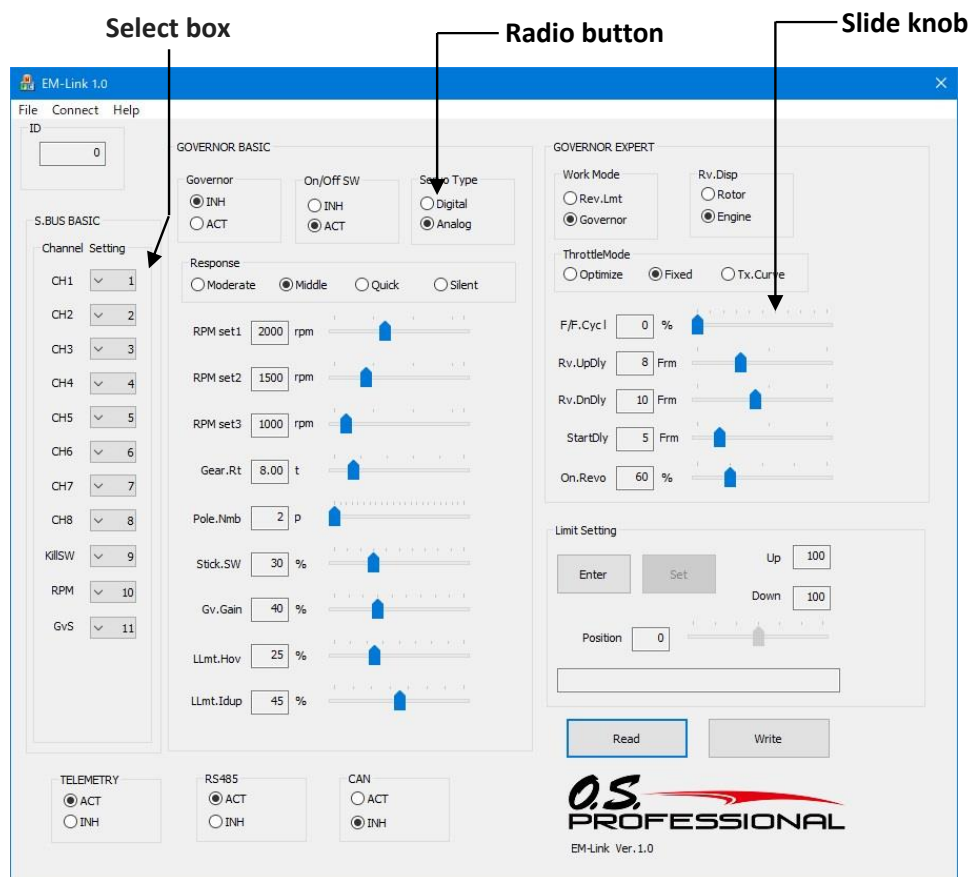 Select box
Radio button
Slide knob
EM-Link 1.0
File Connect Help
ID
0
S.BUS BASIC
Channel Setting
CH1 1
CH2 2
CH3 3
CH4 4
CH5 5
CH6 6
CH7 7
CH8 8
KillSW 9
RPM 10
GvS 11
GOVERNOR BASIC
Governor
INH
ACT
On/Off SW
INH
ACT
Servo Type
Digital
Analog
Response
Moderate Middle Quick Silent
RPM set1 2000 rpm
RPM set2 1500 rpm
RPM set3 1000 rpm
Gear.Rt 8.00 t
Pole.Nmb 2 p
Stick.SW 30 %
Gv.Gain 40 %
LLmt.Hov 25 %
LLmt.Idup 45 %
GOVERNOR EXPERT
Work Mode
Rev.Lmt
Governor
Rv.Disp
Rotor
Engine
ThrottleMode
Optimize Fixed Tx.Curve
F/F.Cycl 0 %
Rv.UpDly 8 Frm
Rv.DnDly 10 Frm
StartDly 5 Frm
On.Revo 60 %
Limit Setting
Enter Set
Up 100
Down 100
Position 0
Read Write
TELEMETRY
ACT
INH
RS485
ACT
INH
CAN
ACT
INH
O.S.
PROFESSIONAL
EM-Link Ver.1.0